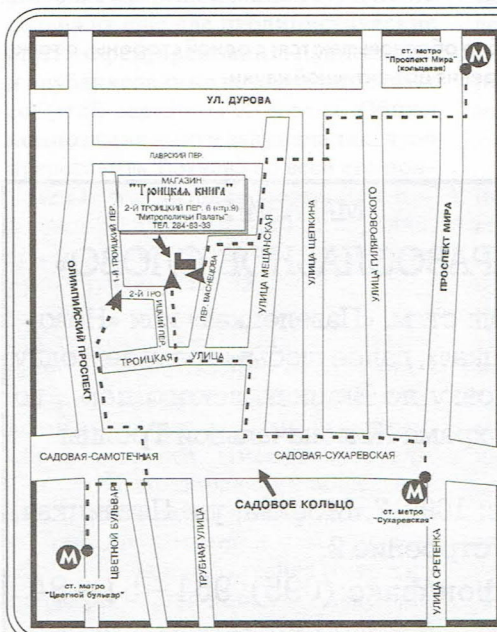 ст. метро
"Проспект Мира"
(кольцевая)
УЛ. ДУРОВА
ЛАВРСКИЙ ПЕР.
МАГАЗИН
"Троицкая книга"
2-Й ТРОИЦКИЙ ПЕР. 6 (стр.9)
"Митрополичьи Палаты"
ТЕЛ. 284-83-33
1-Й ТРОИЦКИЙ ПЕР.
2-Й ТРО
ИЦКИЙ ПЕР.
ПЕР. ВАСНЕЦОВА
УЛИЦА МЕЩАНСКАЯ
УЛИЦА ЩЕПКИНА
УЛИЦА ГИЛЯРОВСКОГО
ПРОСПЕКТ МИРА
ОЛИМПИЙСКИЙ ПРОСПЕКТ
ТРОИЦКАЯ УЛИЦА
САДОВАЯ-САМОТЕЧНАЯ
САДОВАЯ-СУХАРЕВСКАЯ
САДОВОЕ КОЛЬЦО
М
М
М
ст. метро
"Сухаревская"
ст. метро
"Цветной бульвар"
ЦВЕТНОЙ БУЛЬВАР
ТРУБНАЯ УЛИЦА
УЛИЦА СРЕТЕНКА